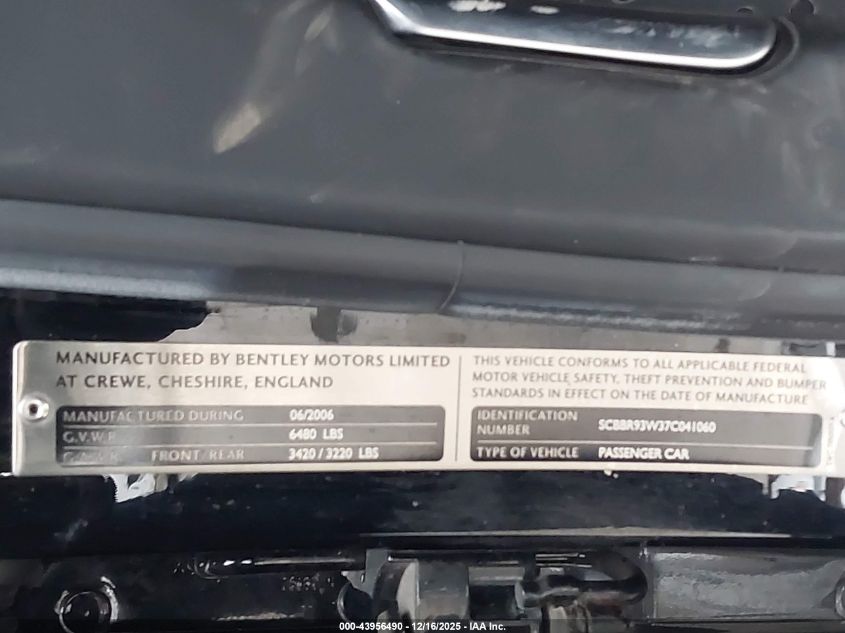 MANUFACTURED BY BENTLEY MOTORS LIMITED
AT CREWE, CHESHIRE, ENGLAND
MANUFACTURED DURING 06/2006
G.V.W.R 6480 LBS
G.A.W.R FRONT/REAR 3420 / 3220 LBS
THIS VEHICLE CONFORMS TO ALL APPLICABLE FEDERAL
MOTOR VEHICLE SAFETY, THEFT PREVENTION AND BUMPER
STANDARDS IN EFFECT ON THE DATE OF MANUFACTURE
IDENTIFICATION
NUMBER SCBBR93W37C041060
TYPE OF VEHICLE PASSENGER CAR
000-43956490 - 12/16/2025 - IAA Inc.